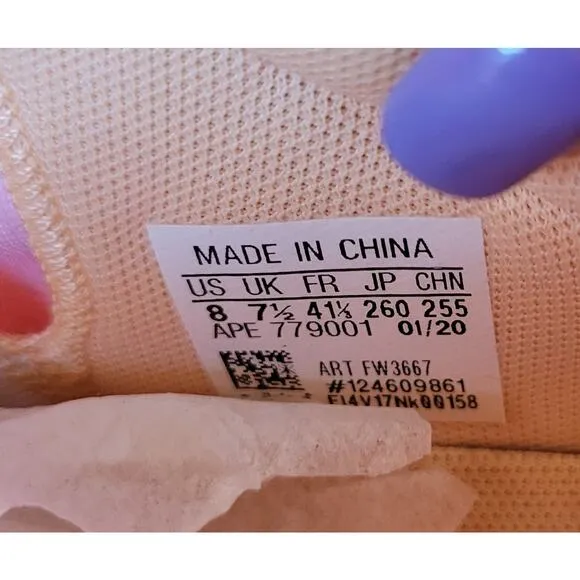 MADE IN CHINA
US UK FR JP CHN
8 7½ 41⅓ 260 255
APE 779001 01/20
ART FW3667
#124609861